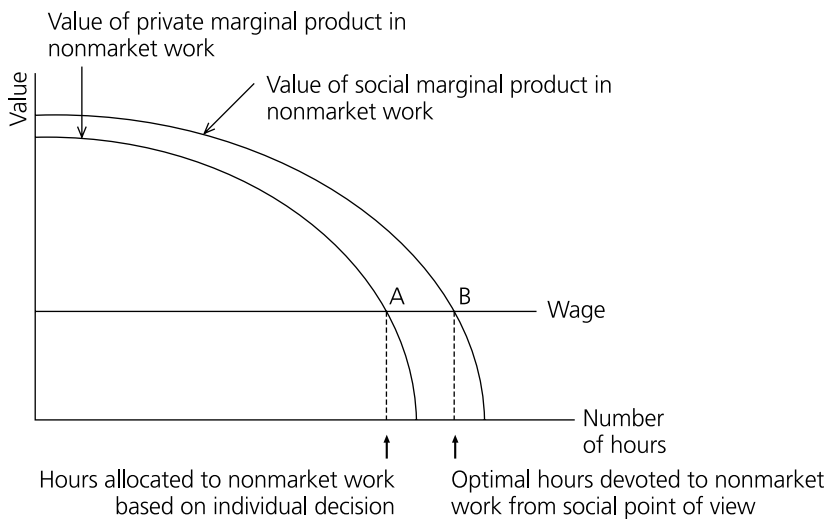 Value of private marginal product in
nonmarket work
Value of social marginal product in
nonmarket work
Value
A
B
Wage
Number
of hours
Hours allocated to nonmarket work
based on individual decision
Optimal hours devoted to nonmarket
work from social point of view